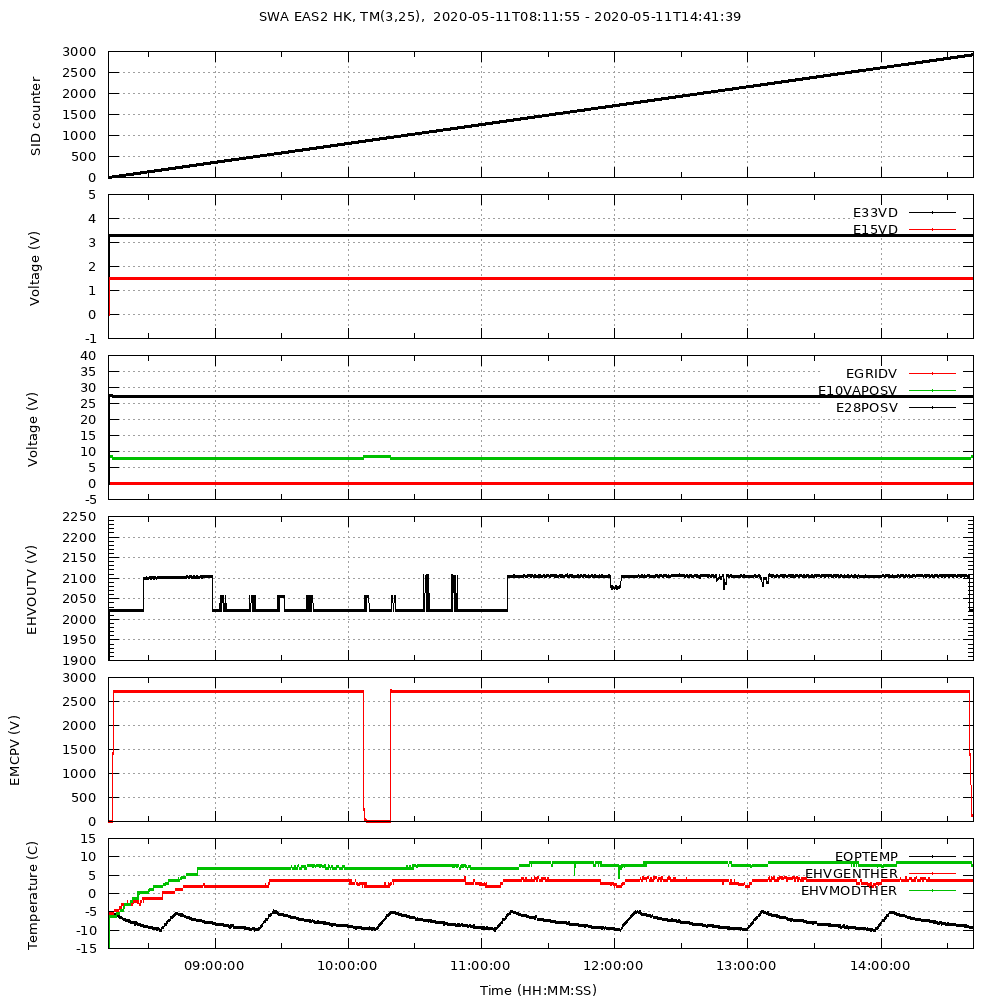 SWA EAS2 HK, TM(3,25),  2020-05-11T08:11:55 - 2020-05-11T14:41:39
SID counter
3000
2500
2000
1500
1000
500
0
Voltage (V)
5
4
3
2
1
0
-1
E33VD
E15VD
Voltage (V)
40
35
30
25
20
15
10
5
0
-5
EGRIDV
E10VAPOSV
E28POSV
EHVOUTV (V)
2250
2200
2150
2100
2050
2000
1950
1900
EMCPV (V)
3000
2500
2000
1500
1000
500
0
Temperature (C)
15
10
5
0
-5
-10
-15
EOPTEMP
EHVGENTHER
EHVMODTHER
09:00:00 10:00:00 11:00:00 12:00:00 13:00:00 14:00:00
Time (HH:MM:SS)